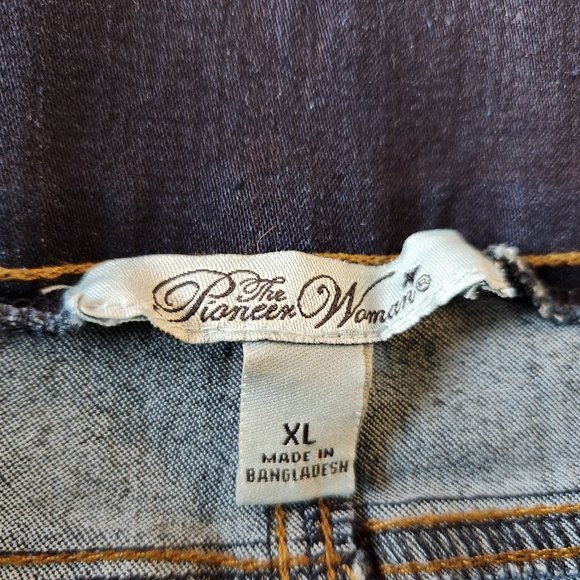 The
Pioneer Woman®
XL
MADE IN
BANGLADESH